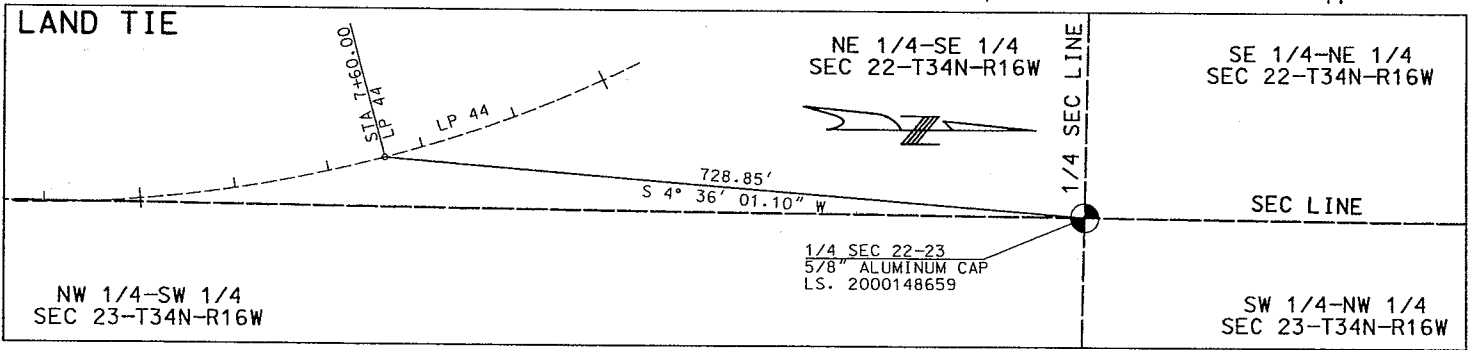 LAND TIE
STA 7+60.00
LP 44
LP 44
NE 1/4-SE 1/4
SEC 22-T34N-R16W
1/4 SEC LINE
SE 1/4-NE 1/4
SEC 22-T34N-R16W
728.85'
S 4° 36' 01.10" W
SEC LINE
1/4 SEC 22-23
5/8" ALUMINUM CAP
LS. 2000148659
NW 1/4-SW 1/4
SEC 23-T34N-R16W
SW 1/4-NW 1/4
SEC 23-T34N-R16W